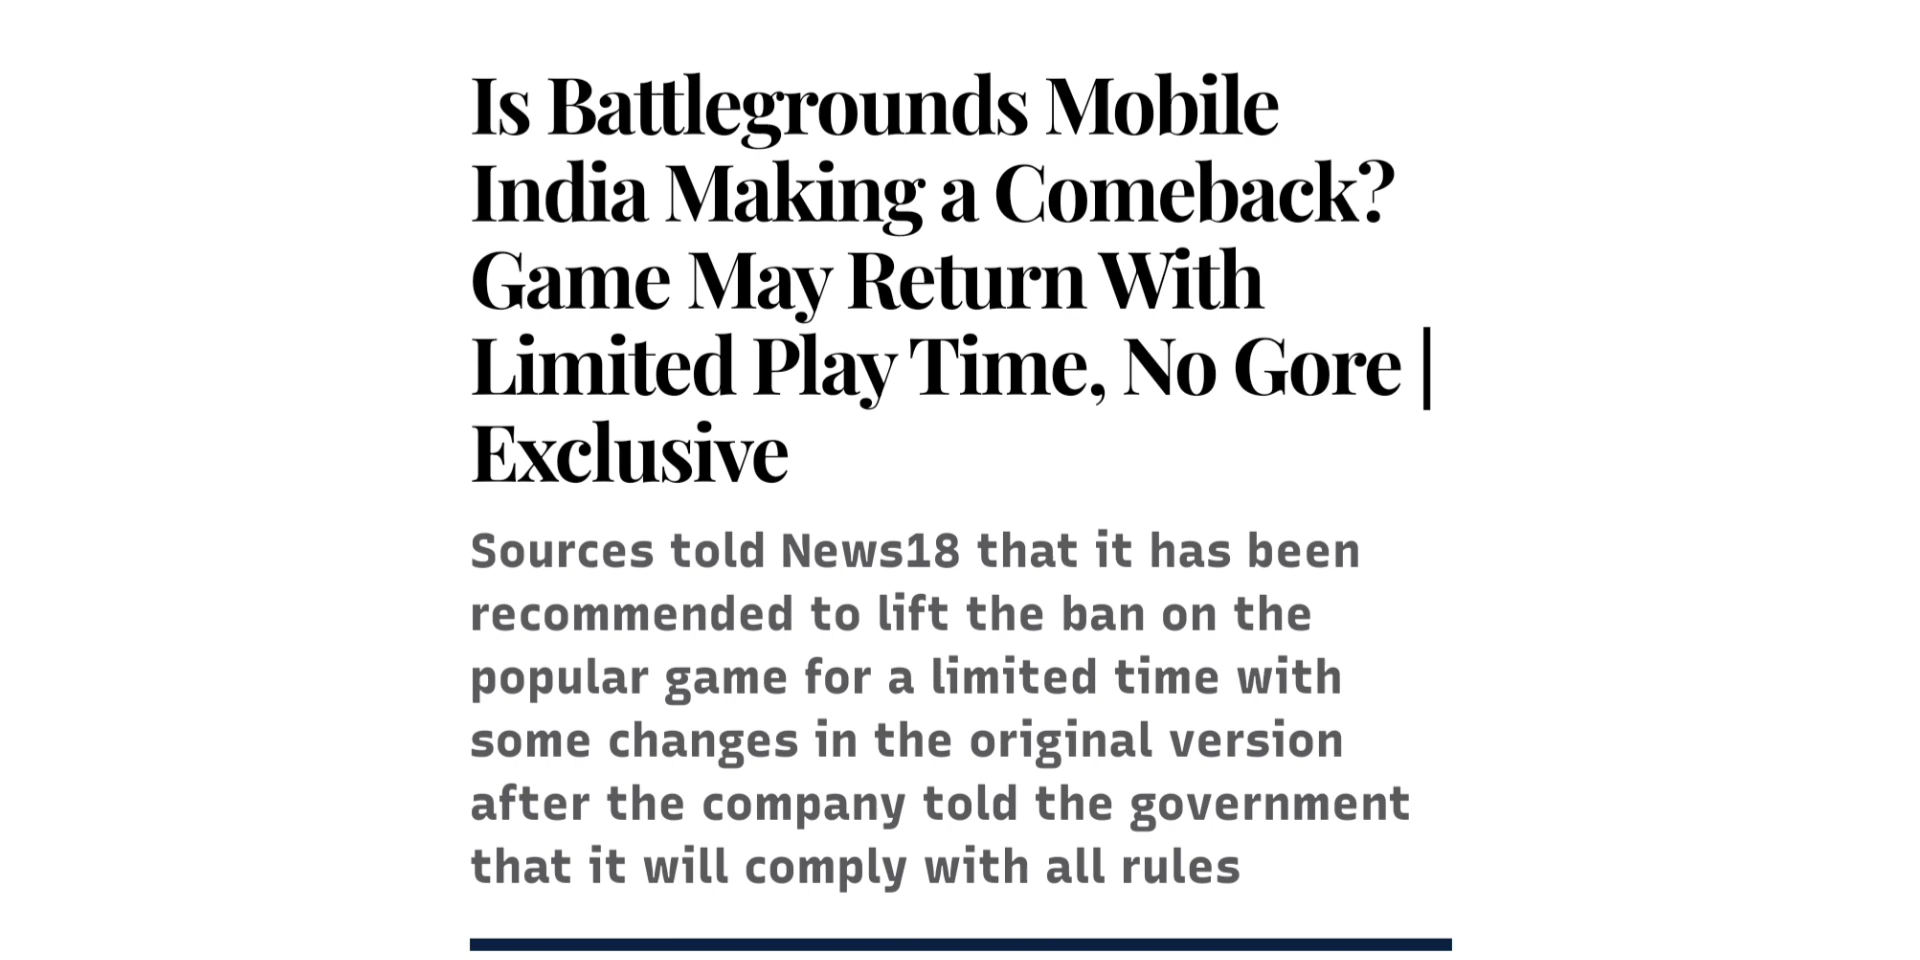 Is Battlegrounds Mobile
India Making a Comeback?
Game May Return With
Limited Play Time, No Gore |
Exclusive
Sources told News18 that it has been
recommended to lift the ban on the
popular game for a limited time with
some changes in the original version
after the company told the government
that it will comply with all rules